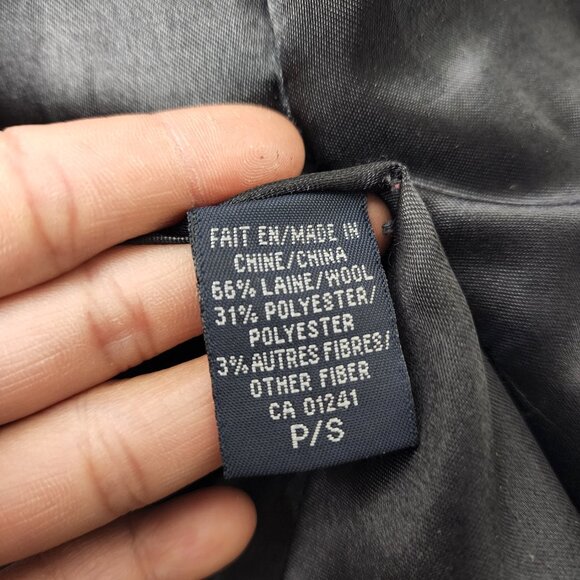 FAIT EN/MADE IN
CHINE/CHINA
66% LAINE/WOOL
31% POLYESTER/
POLYESTER
3% AUTRES FIBRES/
OTHER FIBER
CA 01241
P/S